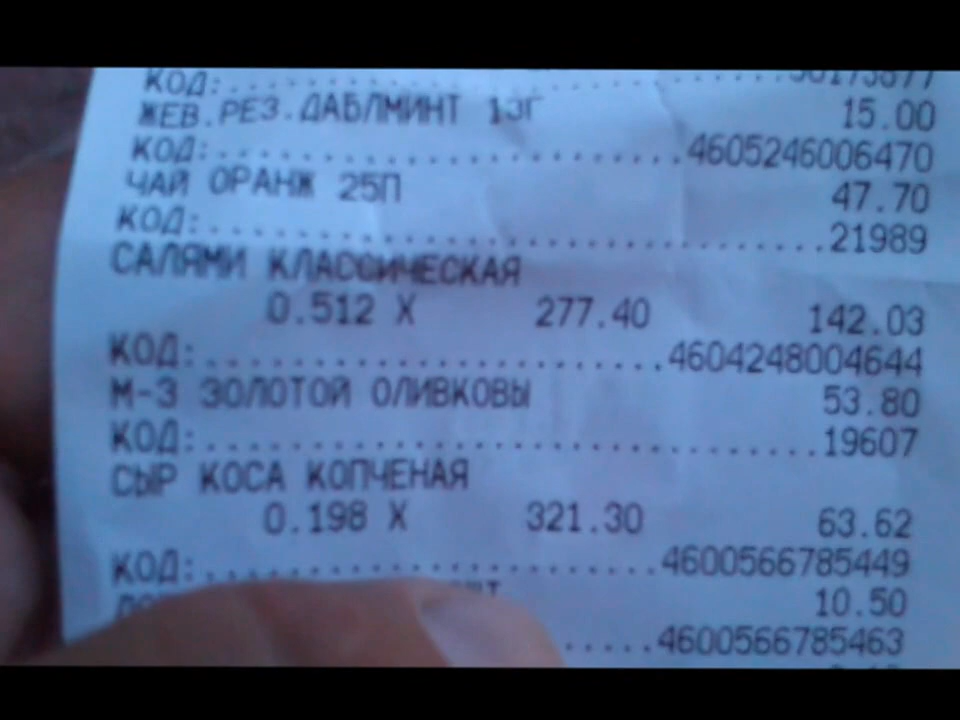 КОД:
ЖЕВ.РЕЗ.ДАБЛМИНТ 13Г 15.00
КОД:.......................4605246006470
ЧАЙ ОРАНЖ 25П 47.70
КОД:...............................21989
САЛЯМИ КЛАССИЧЕСКАЯ
0.512 X 277.40 142.03
КОД:.......................4604248004644
М-З ЗОЛОТОЙ ОЛИВКОВЫ 53.80
КОД:...............................19607
СЫР КОСА КОПЧЕНАЯ
0.198 X 321.30 63.62
КОД:.......................4600566785449
10.50
.....4600566785463